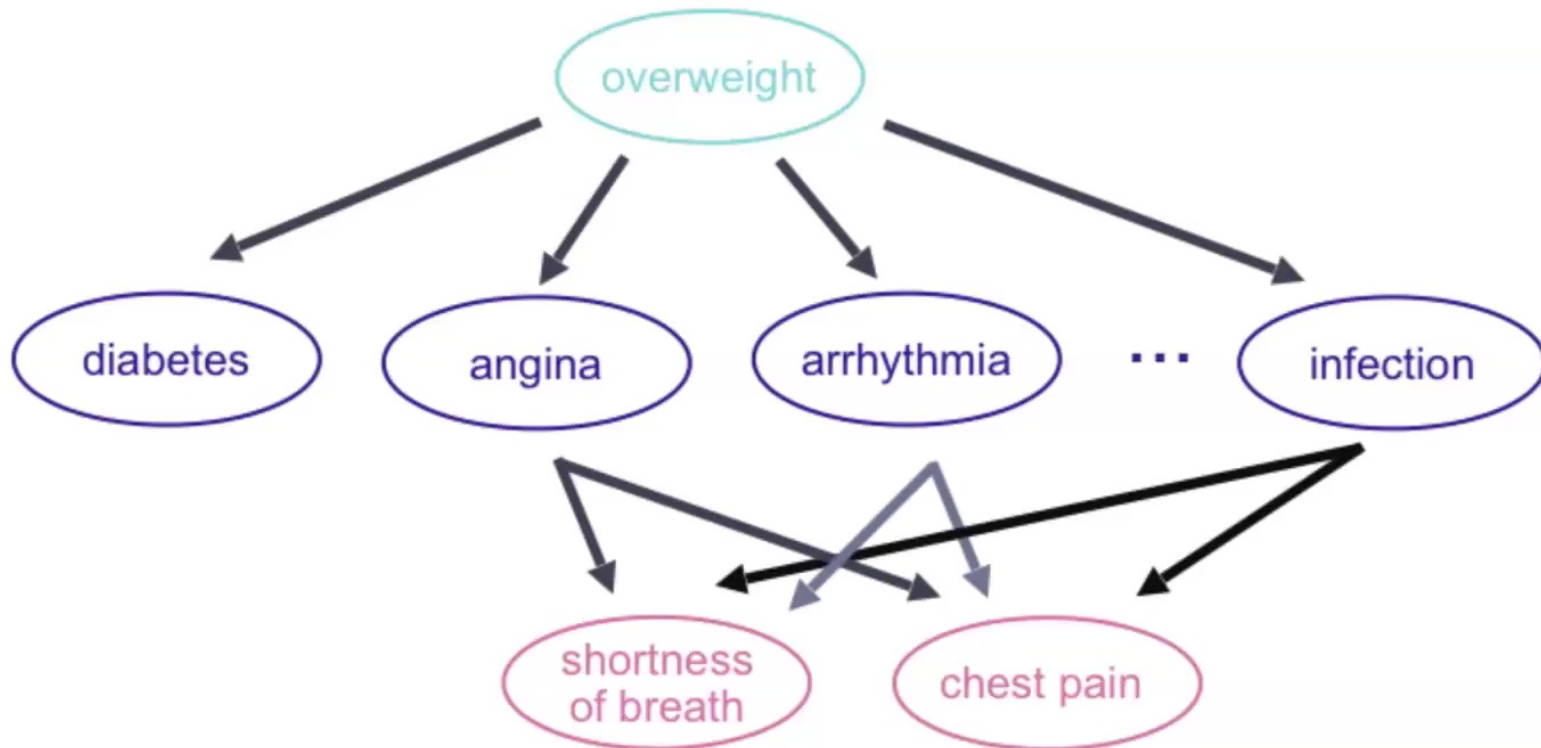 overweight
diabetes
angina
arrhythmia
...
infection
shortness
of breath
chest pain